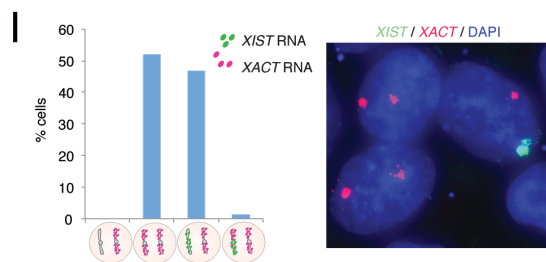 I
XIST RNA
XACT RNA
% cells
60
50
40
30
20
10
0
XIST / XACT / DAPI